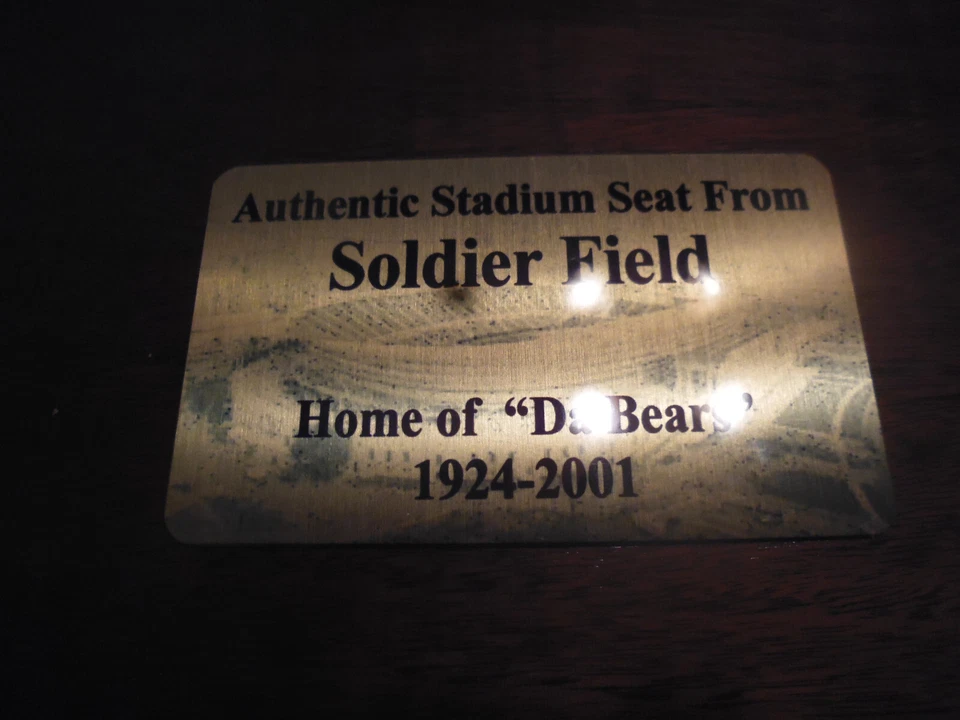 Authentic Stadium Seat From
Soldier Field
Home of “Da Bears”
1924-2001